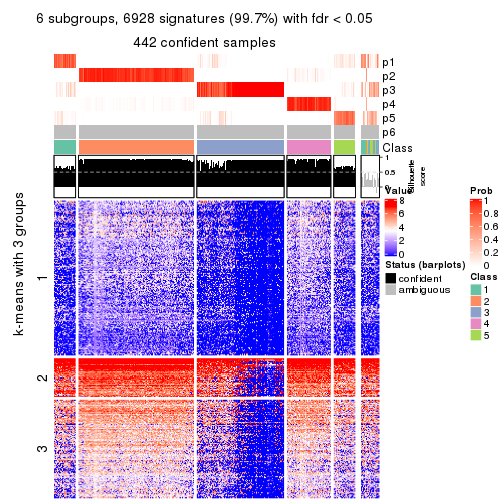 6 subgroups, 6928 signatures (99.7%) with fdr < 0.05
442 confident samples
p1
p2
p3
p4
p5
p6
Class
1
0.5
0
Silhouette
score
k-means with 3 groups
1
2
3
Value
8
6
4
2
0
Status (barplots)
confident
ambiguous
Prob
1
0.8
0.6
0.4
0.2
0
Class
1
2
3
4
5